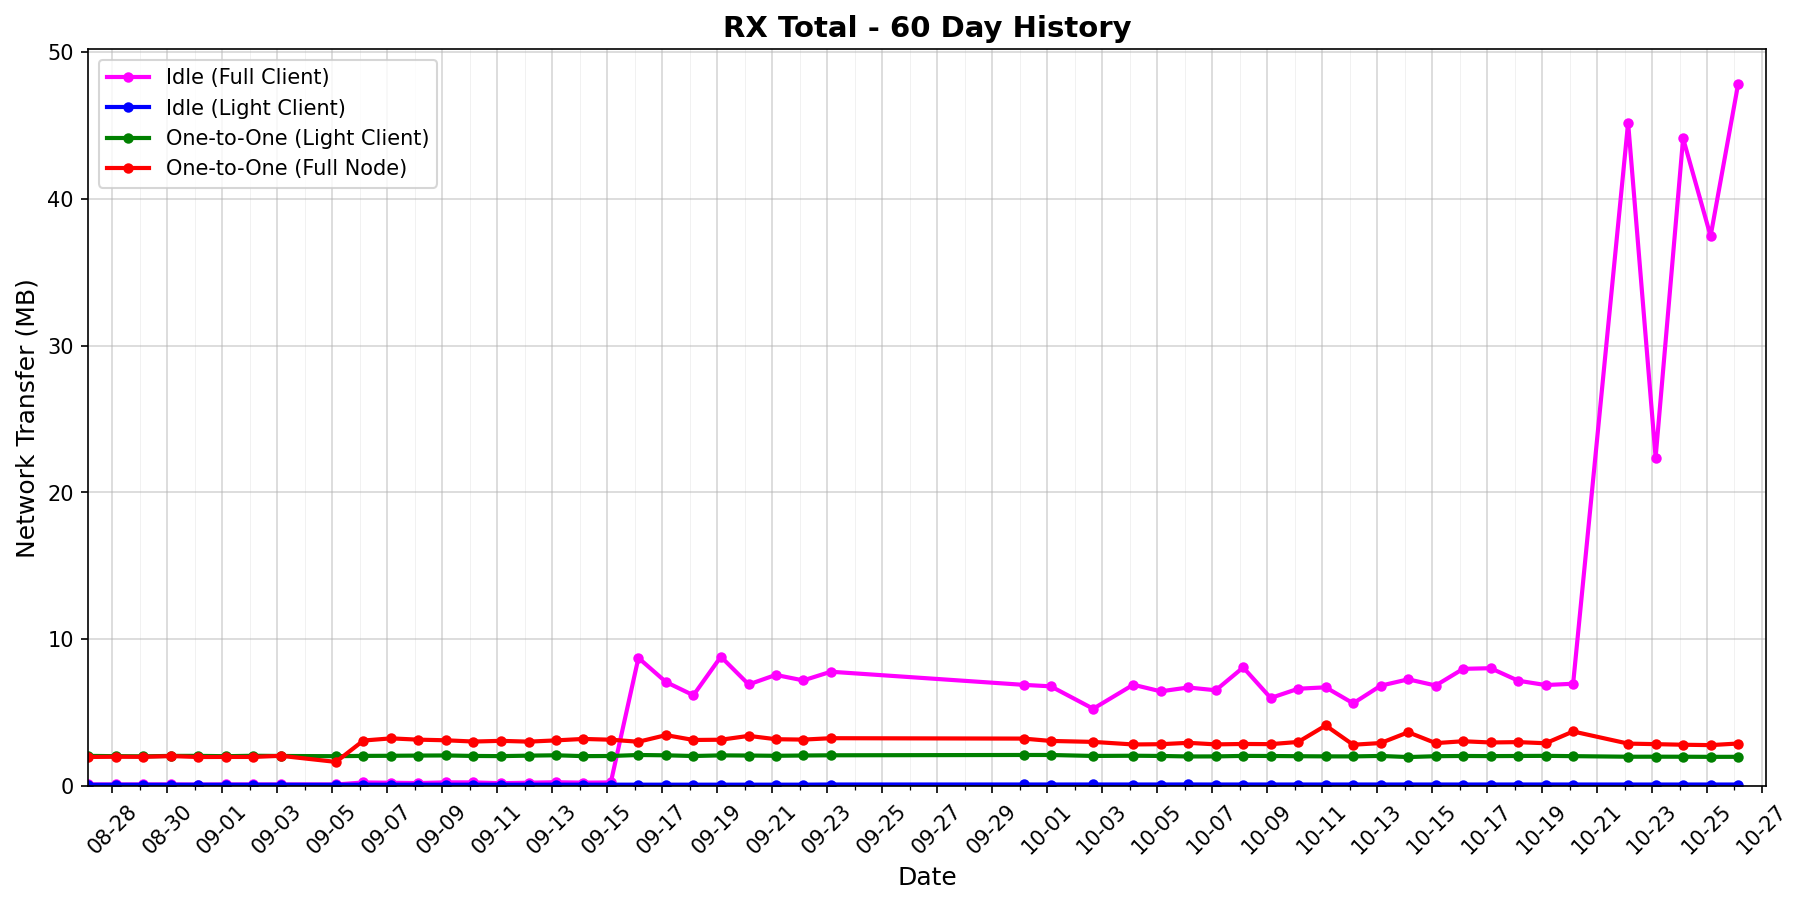 RX Total - 60 Day History
Idle (Full Client)
Idle (Light Client)
One-to-One (Light Client)
One-to-One (Full Node)
Network Transfer (MB)
50
40
30
20
10
0
08-28 08-30 09-01 09-03 09-05 09-07 09-09 09-11 09-13 09-15 09-17 09-19 09-21 09-23 09-25 09-27 09-29 10-01 10-03 10-05 10-07 10-09 10-11 10-13 10-15 10-17 10-19 10-21 10-23 10-25 10-27
Date